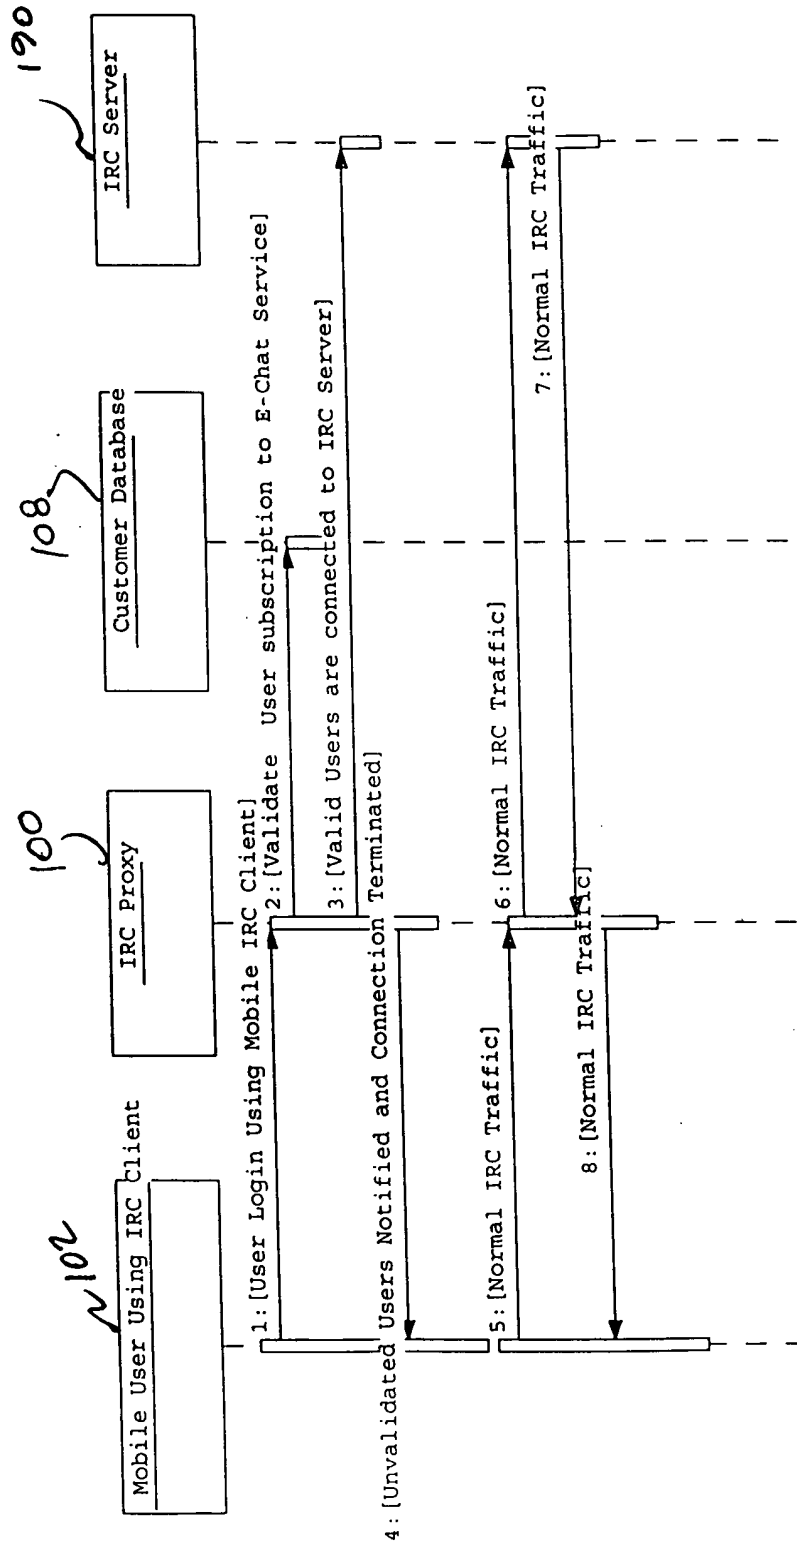 102
Mobile User Using IRC Client
100
IRC Proxy
108
Customer Database
190
IRC Server
1:[User Login Using Mobile IRC Client]
2:[Validate User subscription to E-Chat Service]
3:[Valid Users are connected to IRC Server]
4:[Unvalidated Users Notified and Connection Terminated]
5:[Normal IRC Traffic]
6:[Normal IRC Traffic]
7:[Normal IRC Traffic]
8:[Normal IRC Traffic]